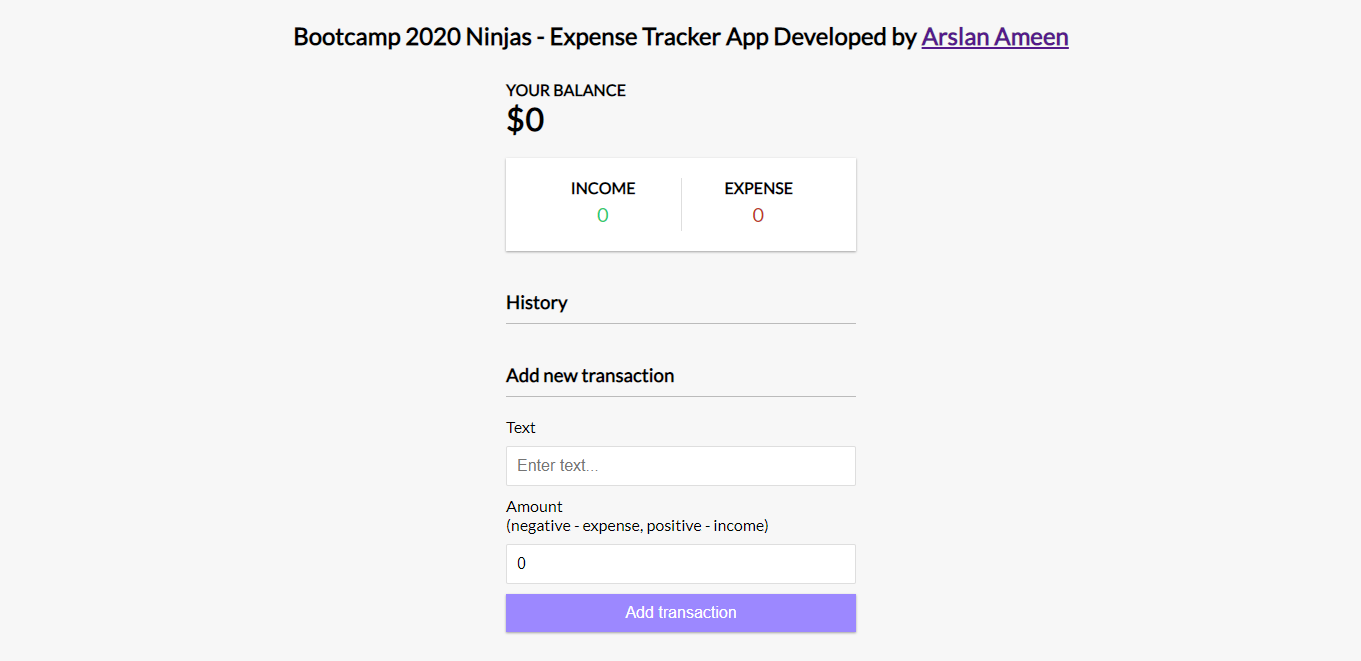 Bootcamp 2020 Ninjas - Expense Tracker App Developed by Arslan Ameen
YOUR BALANCE
$0
INCOME
0
EXPENSE
0
History
Add new transaction
Text
Enter text...
Amount
(negative - expense, positive - income)
0
Add transaction